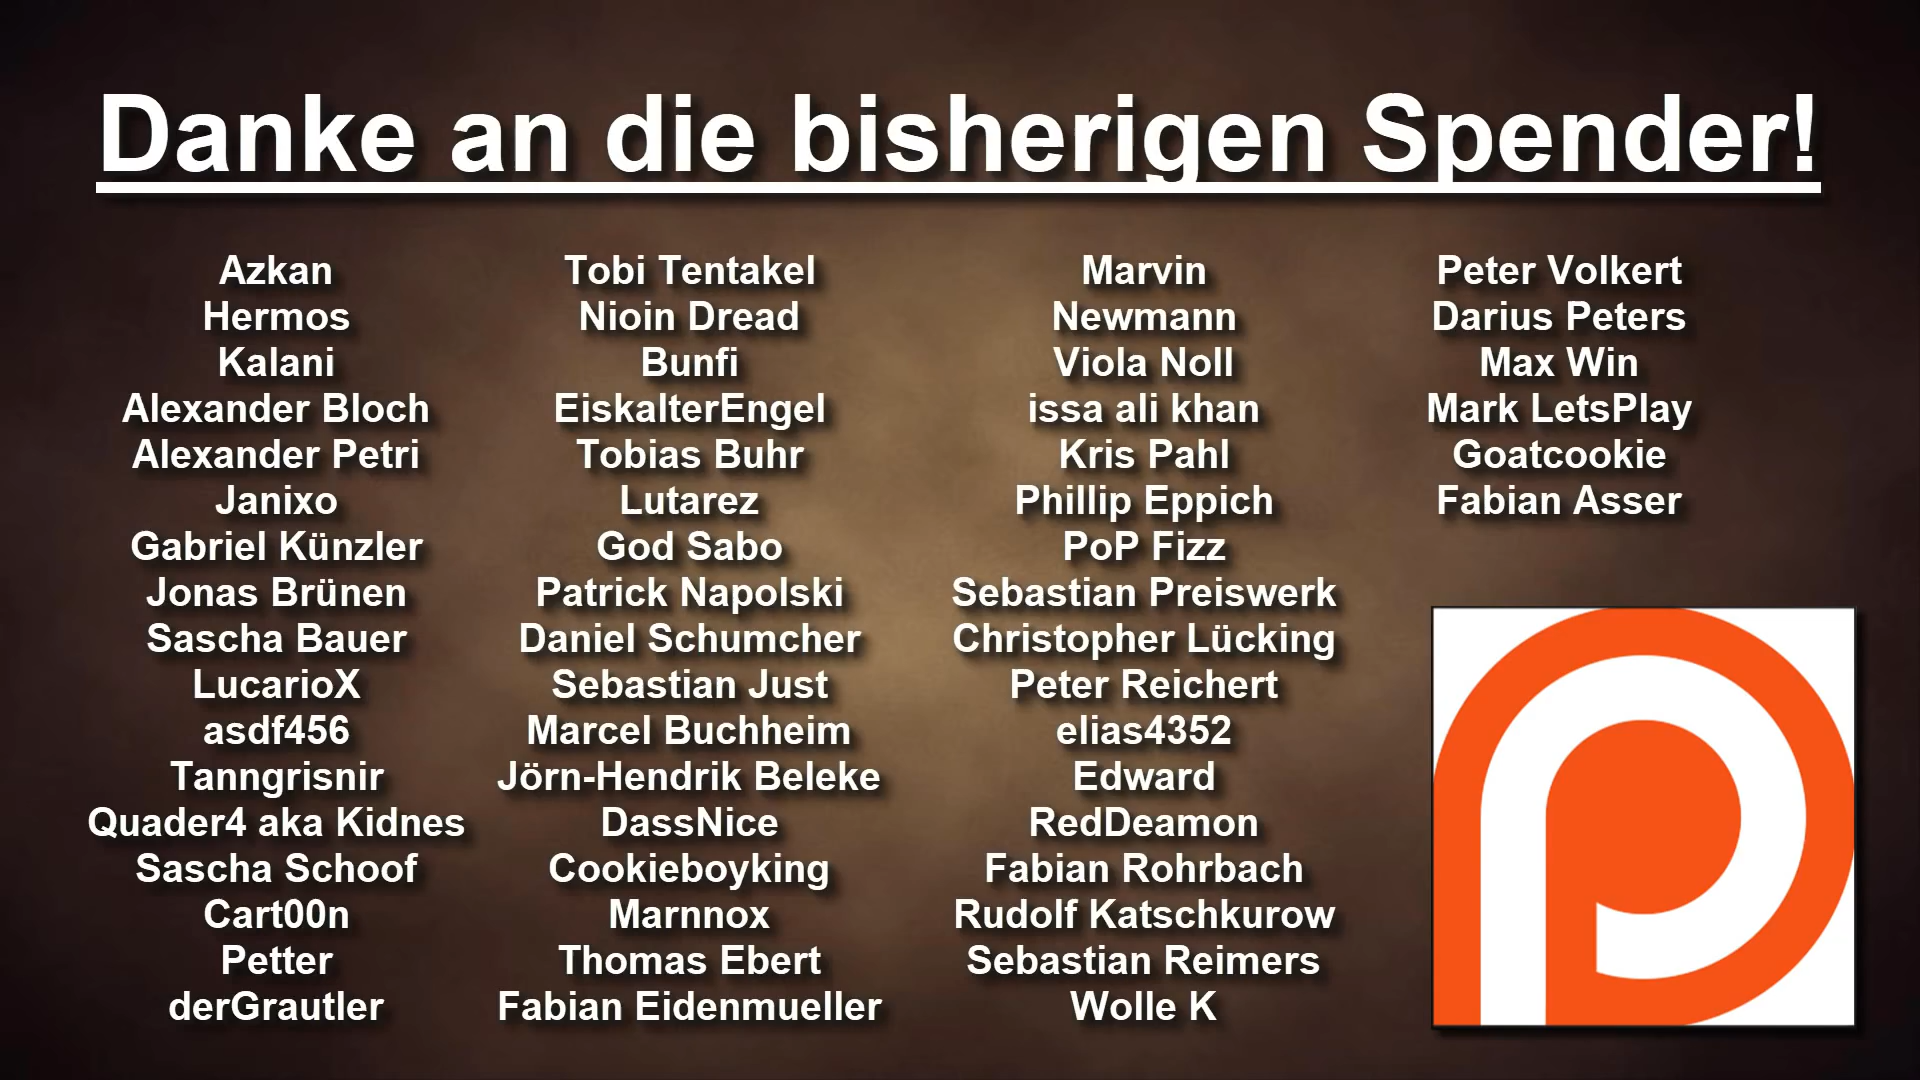 Danke an die bisherigen Spender!
Azkan
Hermos
Kalani
Alexander Bloch
Alexander Petri
Janixo
Gabriel Künzler
Jonas Brünen
Sascha Bauer
LucarioX
asdf456
Tanngrisnir
Quader4 aka Kidnes
Sascha Schoof
Cart00n
Petter
derGrautler
Tobi Tentakel
Nioin Dread
Bunfi
EiskalterEngel
Tobias Buhr
Lutarez
God Sabo
Patrick Napolski
Daniel Schumcher
Sebastian Just
Marcel Buchheim
Jörn-Hendrik Beleke
DassNice
Cookieboyking
Marnnox
Thomas Ebert
Fabian Eidenmueller
Marvin
Newmann
Viola Noll
issa ali khan
Kris Pahl
Phillip Eppich
PoP Fizz
Sebastian Preiswerk
Christopher Lücking
Peter Reichert
elias4352
Edward
RedDeamon
Fabian Rohrbach
Rudolf Katschkurow
Sebastian Reimers
Wolle K
Peter Volkert
Darius Peters
Max Win
Mark LetsPlay
Goatcookie
Fabian Asser